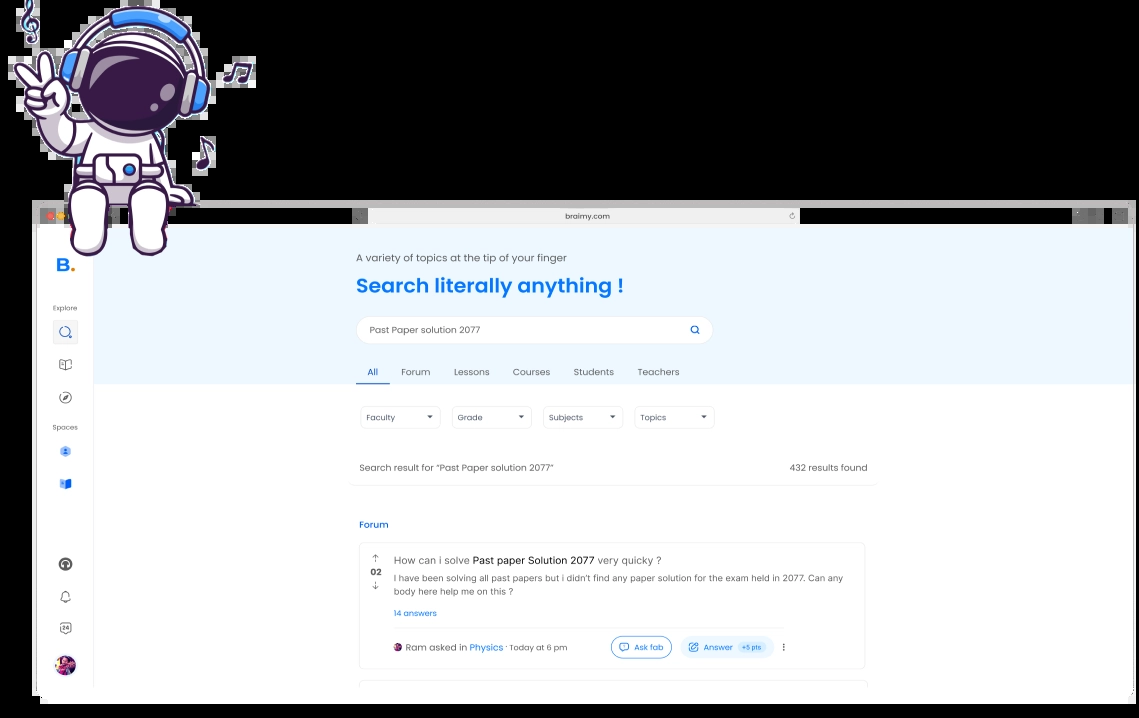 braimy.com
B.
A variety of topics at the tip of your finger
Search literally anything !
Explore
Past Paper solution 2077
All Forum Lessons Courses Students Teachers
Faculty Grade Subjects Topics
Spaces
Search result for “Past Paper solution 2077” 432 results found
Forum
How can i solve Past paper Solution 2077 very quicky ?
02
I have been solving all past papers but i didn't find any paper solution for the exam held in 2077. Can any
body here help me on this ?
14 answers
24
Ram asked in Physics · Today at 6 pm Ask fab Answer +5 pts